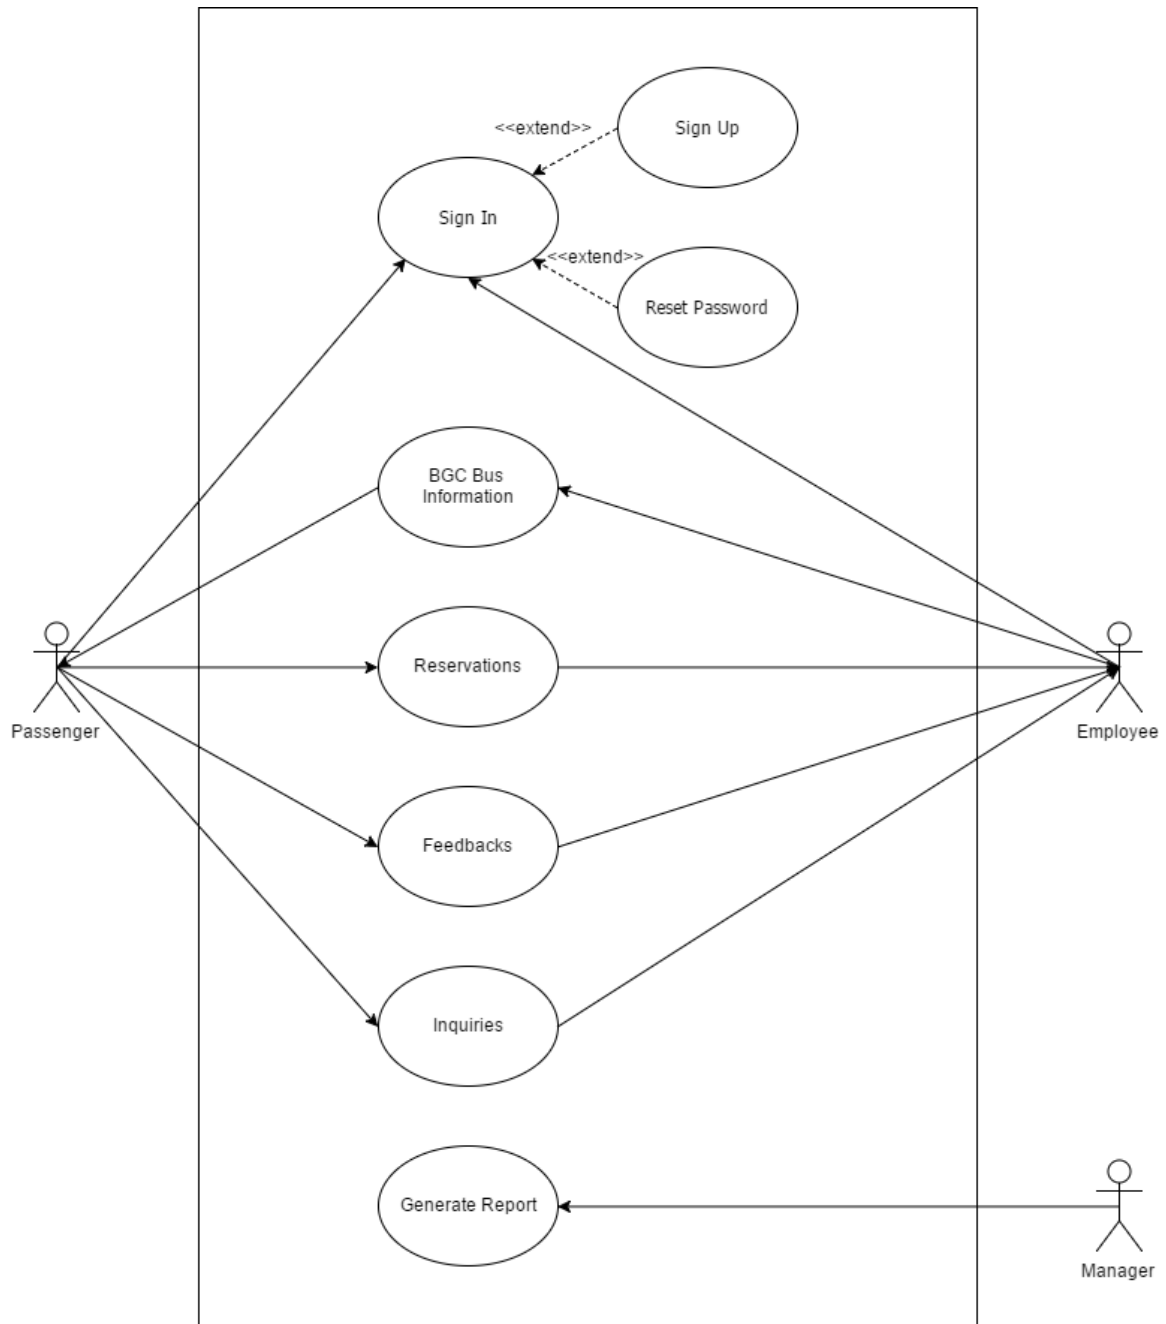 Sign Up
<<extend>>
Sign In
<<extend>>
Reset Password
BGC Bus
Information
Reservations
Passenger
Employee
Feedbacks
Inquiries
Generate Report
Manager